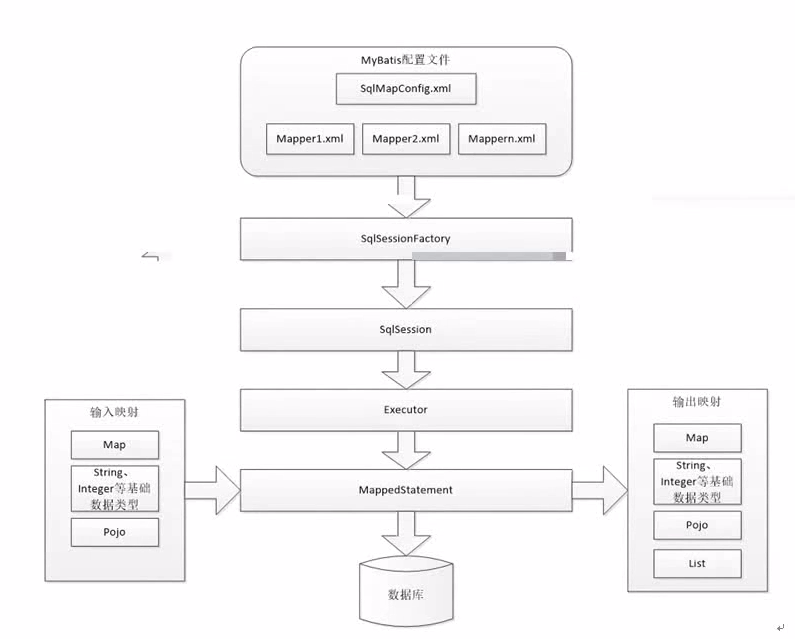 MyBatis配置文件
SqlMapConfig.xml
Mapper1.xml
Mapper2.xml
Mappern.xml
SqlSessionFactory
SqlSession
Executor
输入映射
Map
String、
Integer等基础
数据类型
Pojo
MappedStatement
输出映射
Map
String、
Integer等基础
数据类型
Pojo
List
数据库